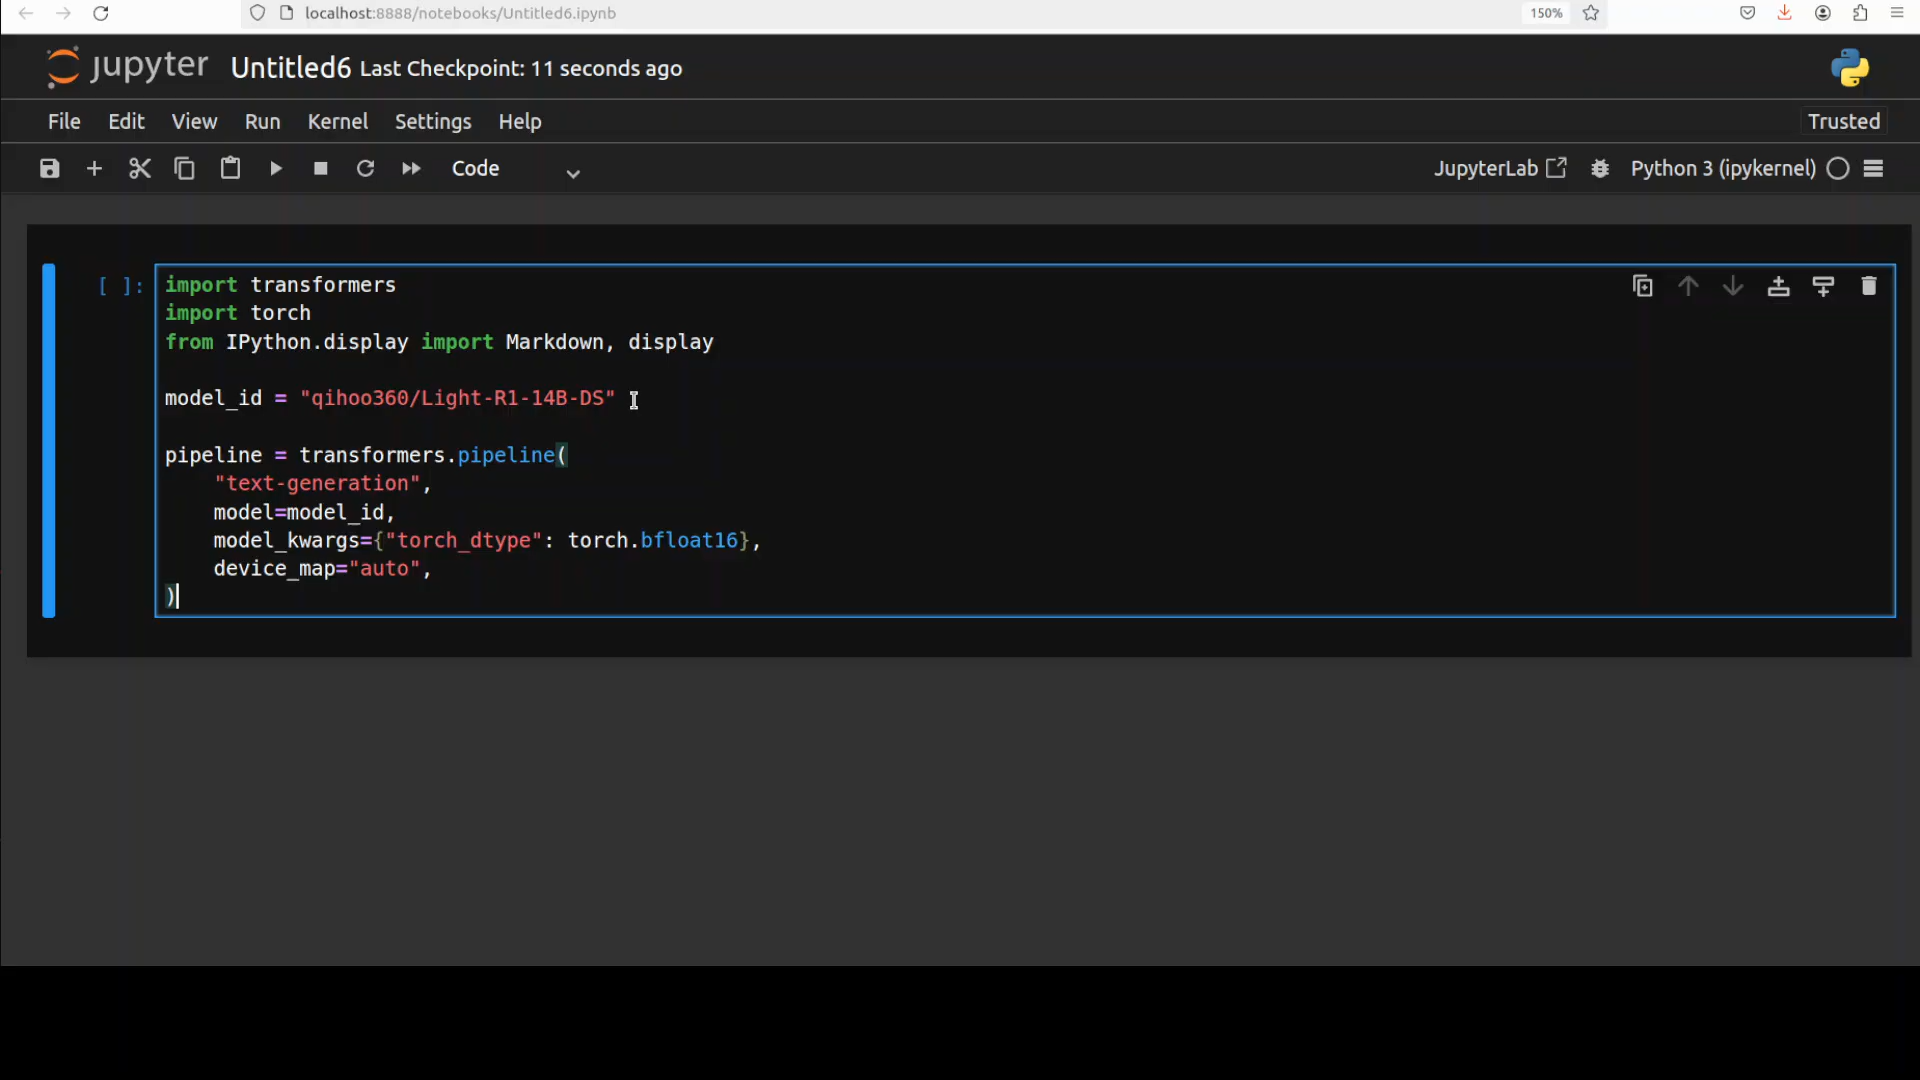 localhost:8888/notebooks/Untitled6.ipynb 150%
jupyter Untitled6 Last Checkpoint: 11 seconds ago
File Edit View Run Kernel Settings Help Trusted
Code JupyterLab Python 3 (ipykernel)
[ ]: import transformers
import torch
from IPython.display import Markdown, display
model_id = "qihoo360/Light-R1-14B-DS"
pipeline = transformers.pipeline(
    "text-generation",
    model=model_id,
    model_kwargs={"torch_dtype": torch.bfloat16},
    device_map="auto",
)